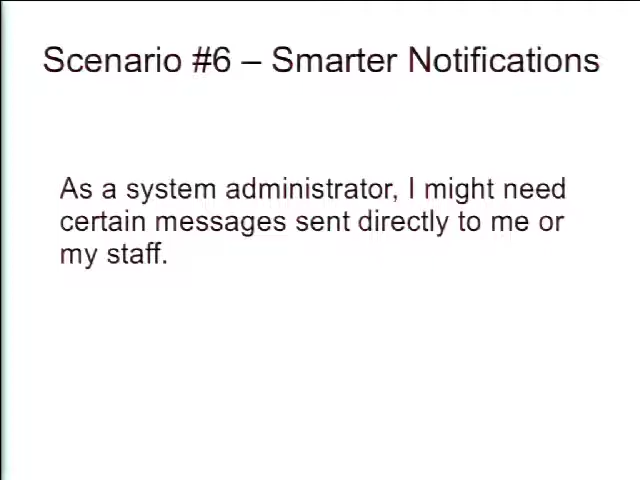 Scenario #6 – Smarter Notifications
As a system administrator, I might need
certain messages sent directly to me or
my staff.